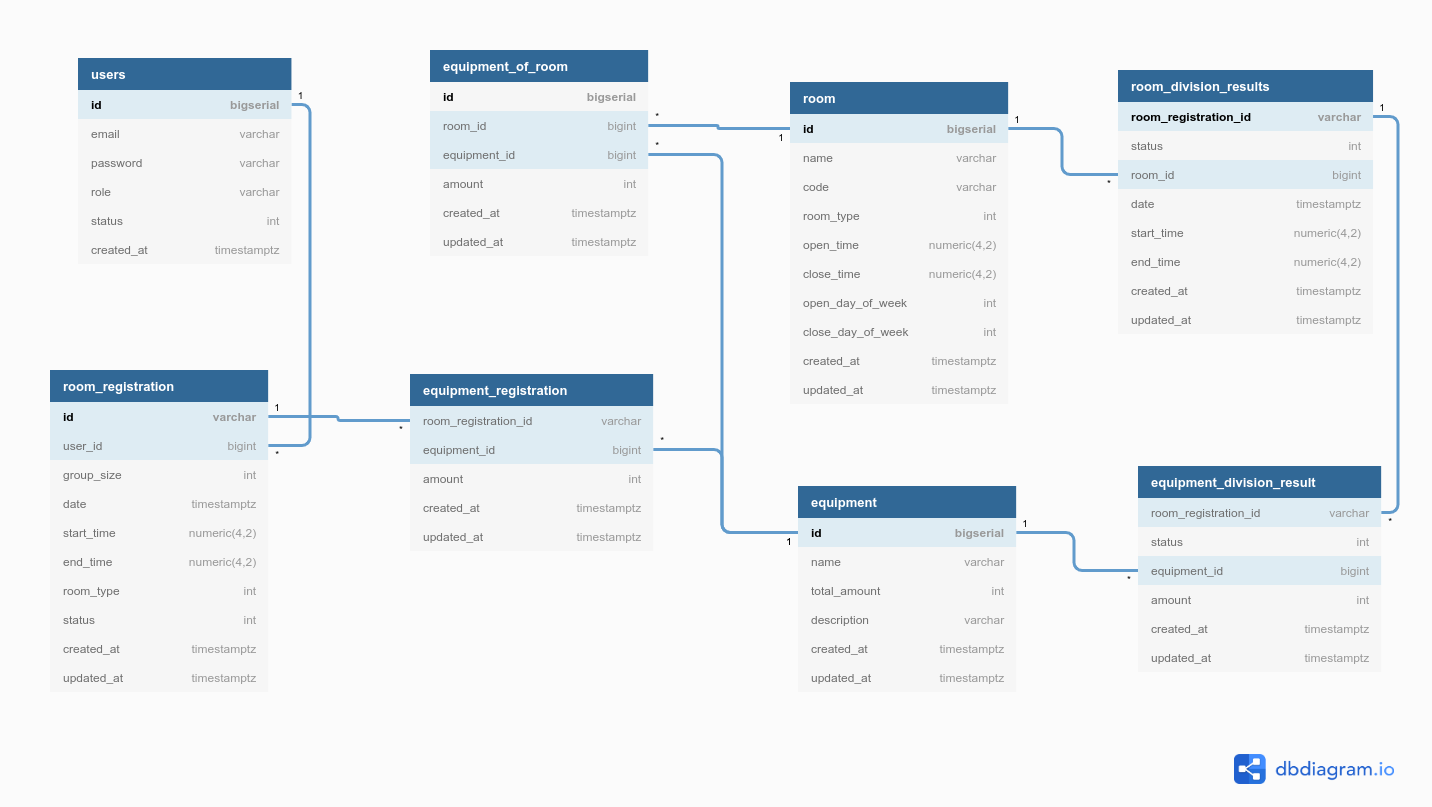 users
id bigserial
email varchar
password varchar
role varchar
status int
created_at timestamptz
1
equipment_of_room
id bigserial
room_id bigint
equipment_id bigint
amount int
created_at timestamptz
updated_at timestamptz
*
*
1
room
id bigserial
name varchar
code varchar
room_type int
open_time numeric(4,2)
close_time numeric(4,2)
open_day_of_week int
close_day_of_week int
created_at timestamptz
updated_at timestamptz
1
*
room_division_results
room_registration_id varchar
status int
room_id bigint
date timestamptz
start_time numeric(4,2)
end_time numeric(4,2)
created_at timestamptz
updated_at timestamptz
1
room_registration
id varchar
user_id bigint
group_size int
date timestamptz
start_time numeric(4,2)
end_time numeric(4,2)
room_type int
status int
created_at timestamptz
updated_at timestamptz
1
*
*
equipment_registration
room_registration_id varchar
equipment_id bigint
amount int
created_at timestamptz
updated_at timestamptz
*
1
equipment
id bigserial
name varchar
total_amount int
description varchar
created_at timestamptz
updated_at timestamptz
1
*
equipment_division_result
room_registration_id varchar
status int
equipment_id bigint
amount int
created_at timestamptz
updated_at timestamptz
*
dbdiagram.io